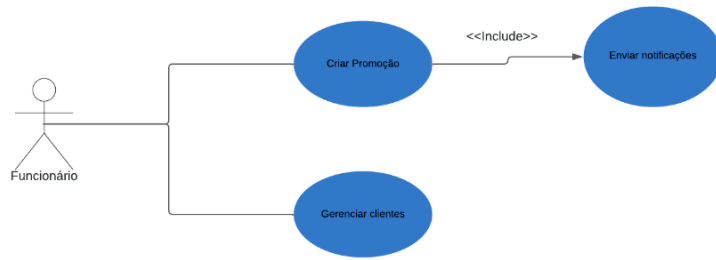 <<Include>>
Criar Promoção
Enviar notificações
Funcionário
Gerenciar clientes